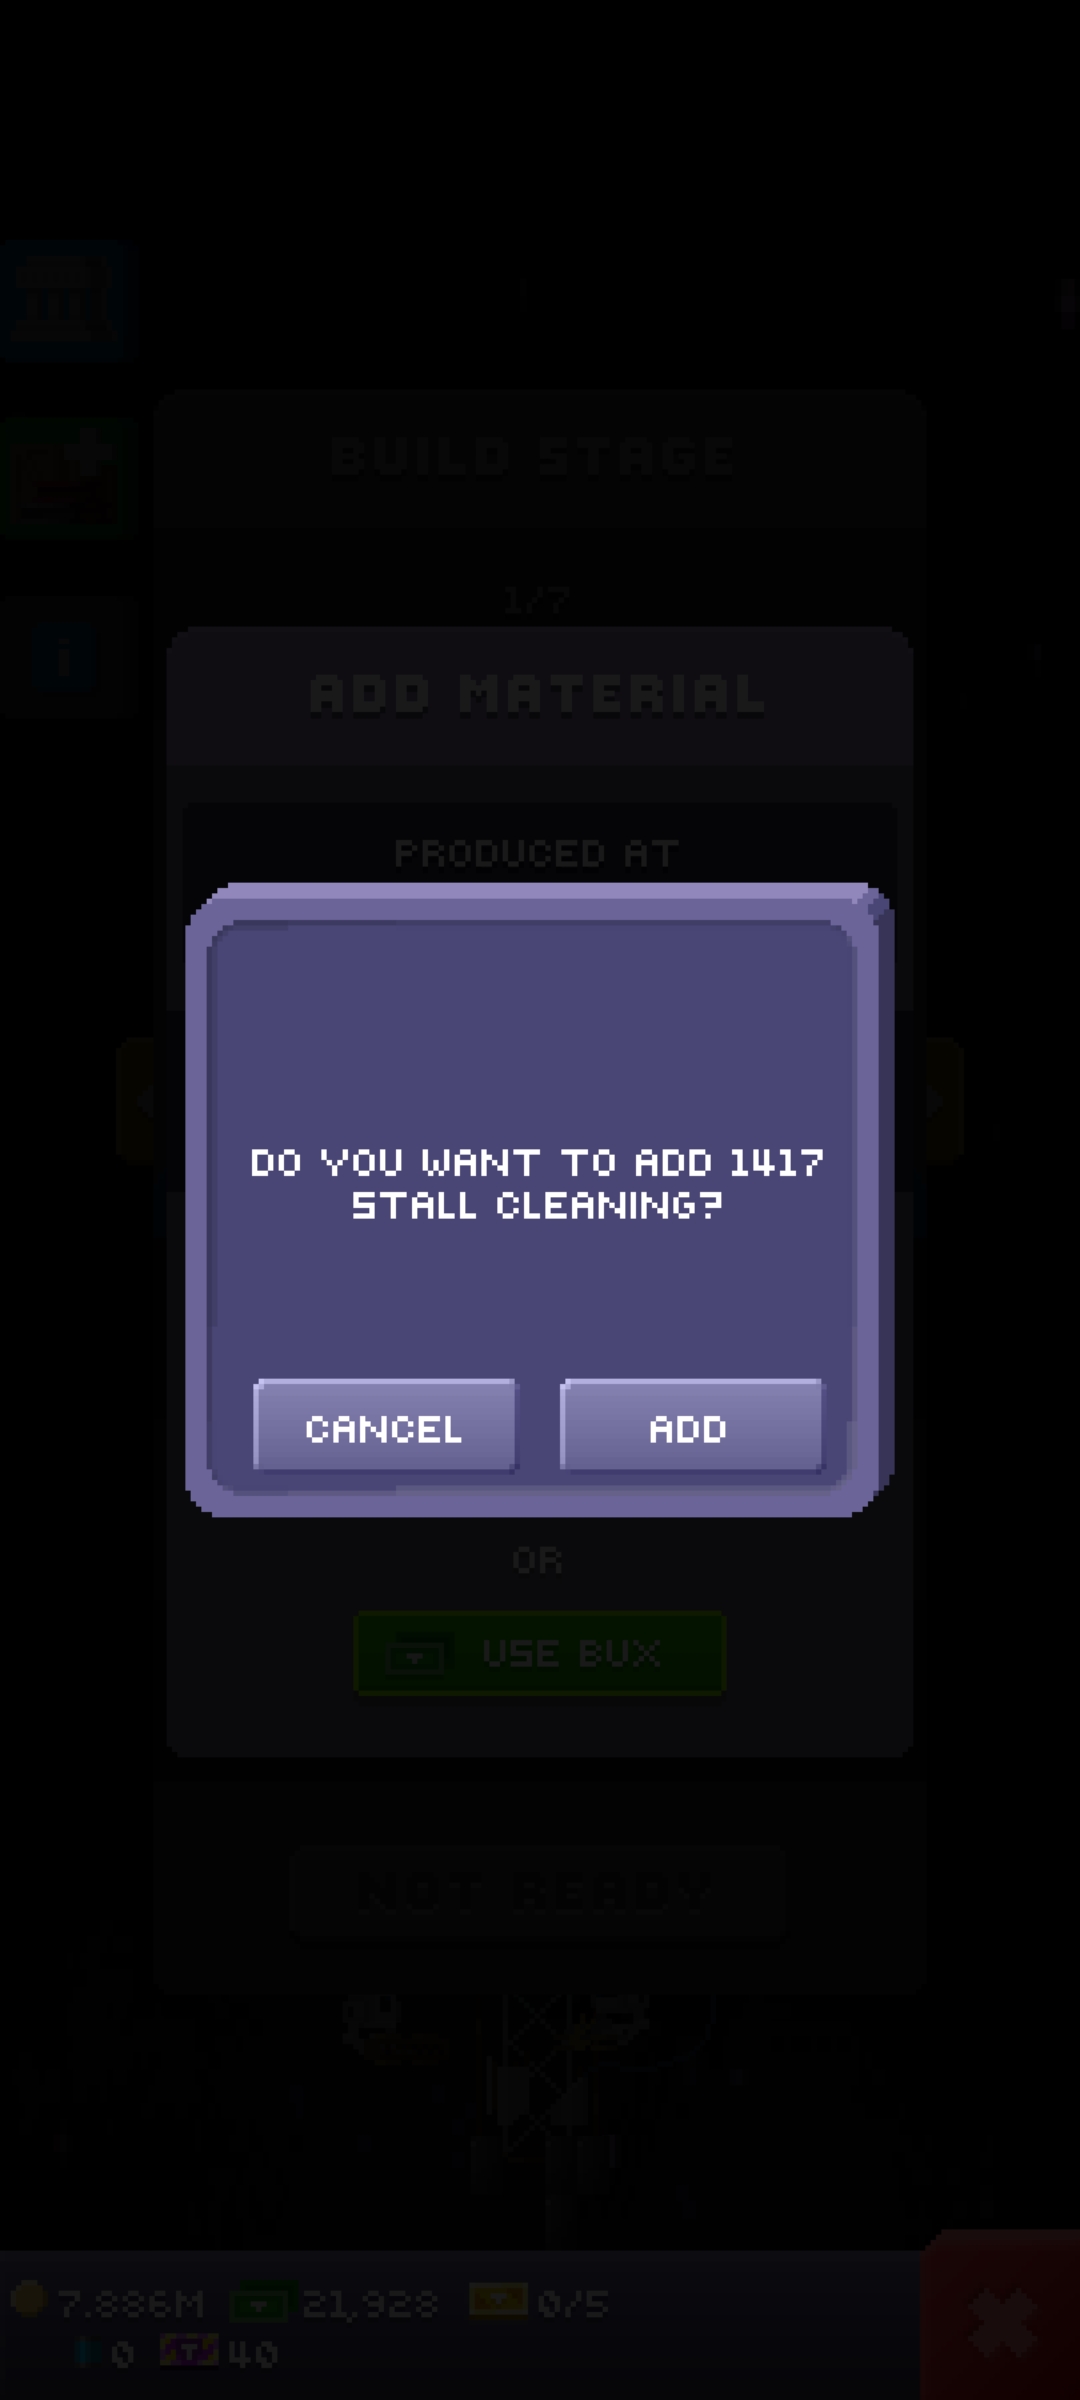 BUILD STAGE
1/7
ADD MATERIAL
PRODUCED AT
DO YOU WANT TO ADD 1417
STALL CLEANING?
CANCEL
ADD
OR
USE BUX
NOT READY
7.886M
21,928
0/5
0
40